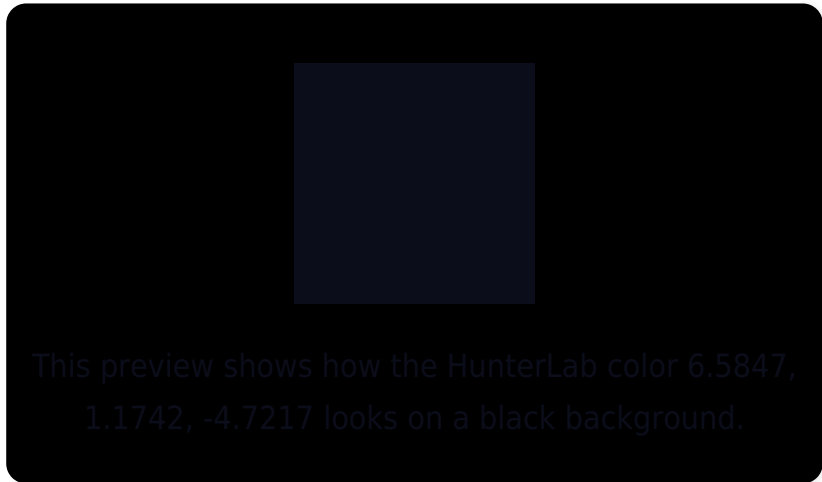 This preview shows how the HunterLab color 6.5847,
1.1742, -4.7217 looks on a black background.